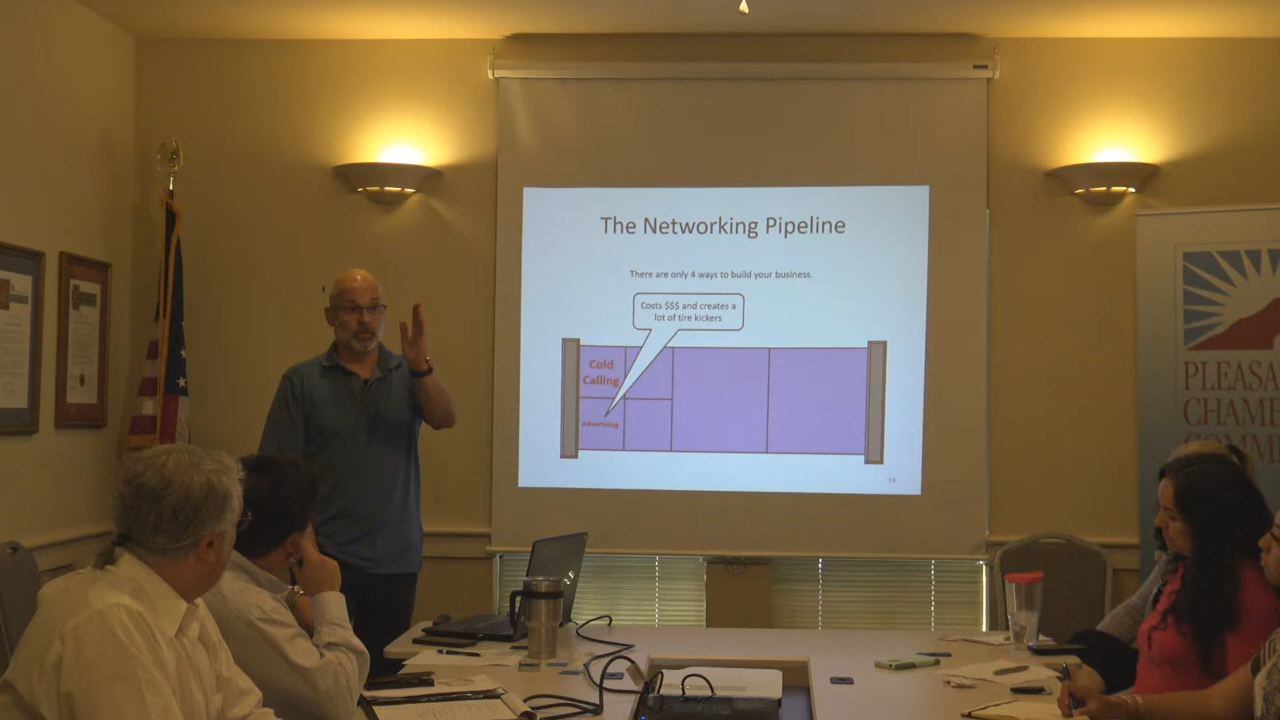 The Networking Pipeline
There are only 4 ways to build your business.
Costs $$$ and creates a
lot of tire kickers
Cold
Calling
Advertising
19
PLEASA
CHAMB
COMM